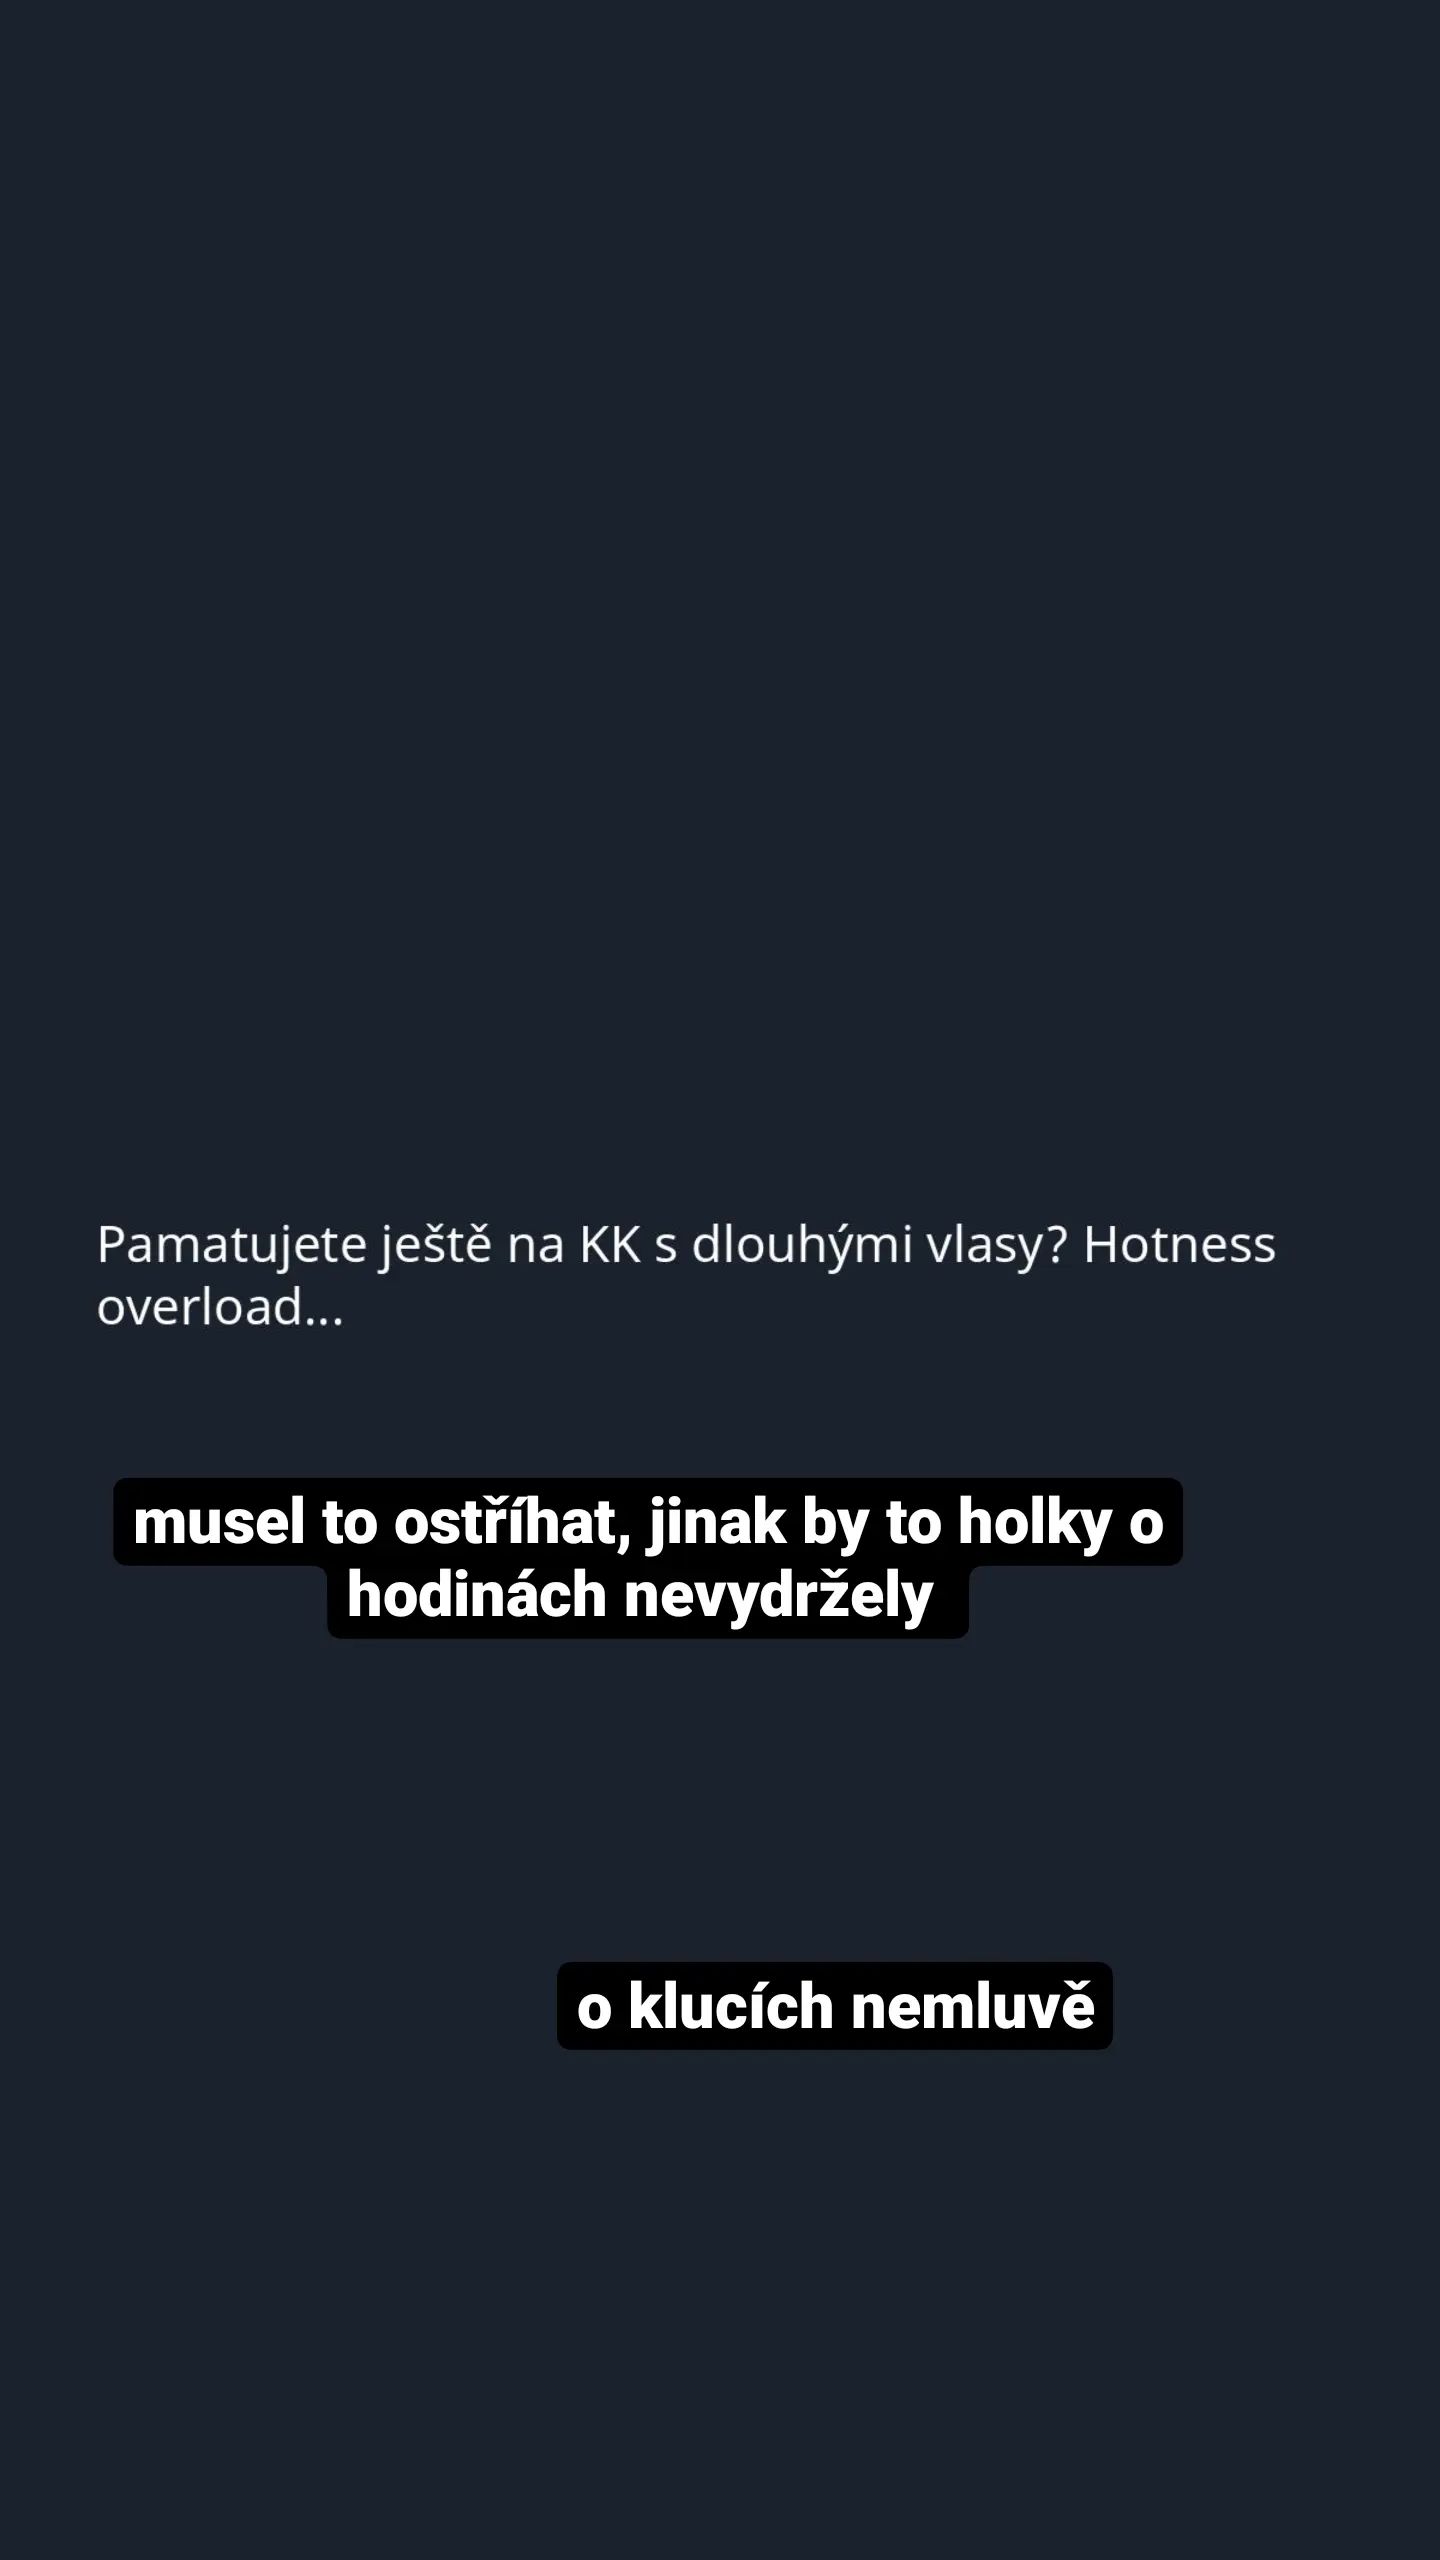 Pamatujete ještě na KK s dlouhými vlasy? Hotness
overload...
musel to ostříhat, jinak by to holky o
hodinách nevydržely
o klucích nemluvě